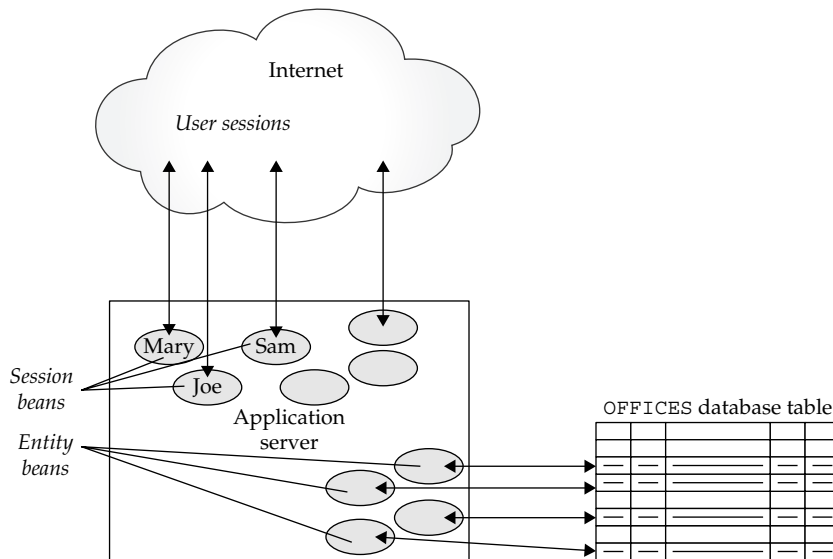 Internet
User sessions
Mary
Sam
Joe
Session
beans
Application
server
Entity
beans
OFFICES database table